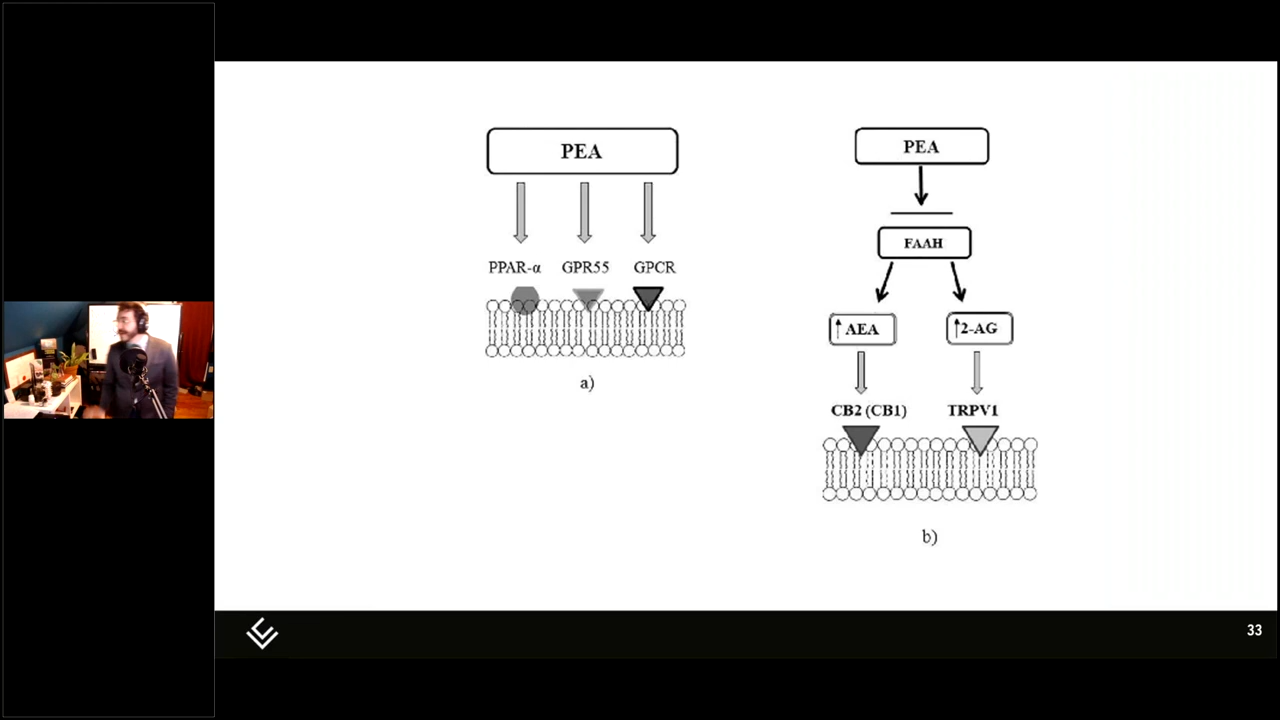 PEA
PPAR-α GPR55 GPCR
a)
PEA
FAAH
↑AEA ↑2-AG
CB2 (CB1) TRPV1
b)
33